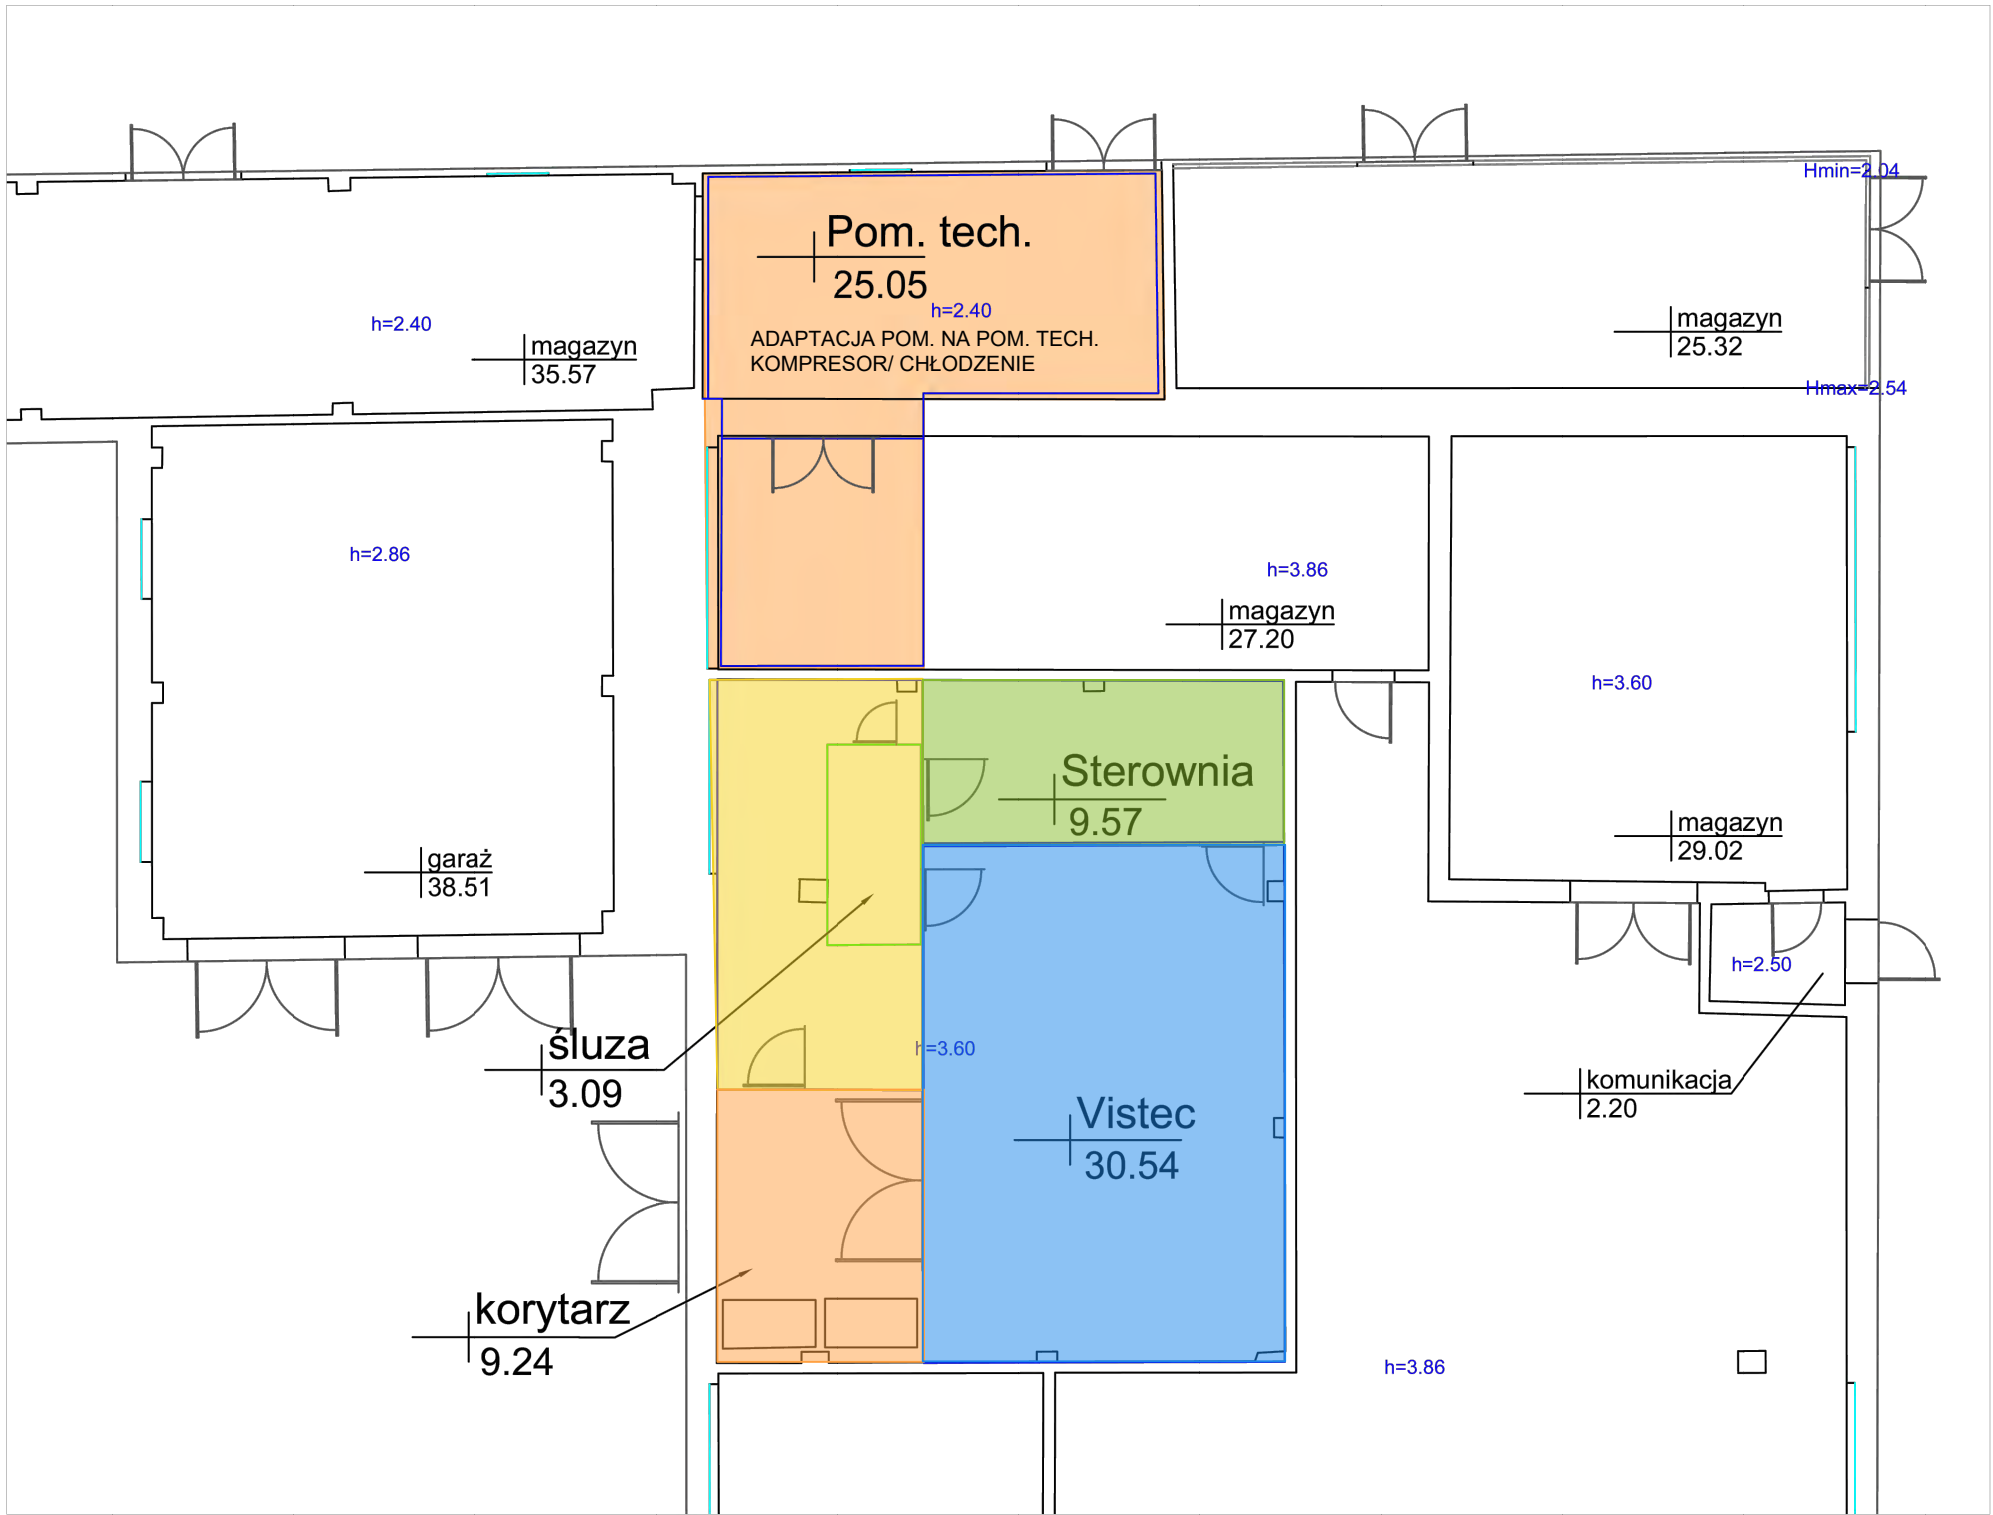 Hmin=2.04
Pom. tech.
25.05
h=2.40
ADAPTACJA POM. NA POM. TECH.
KOMPRESOR/ CHŁODZENIE
h=2.40
magazyn
35.57
magazyn
25.32
Hmax=2.54
h=2.86
h=3.86
magazyn
27.20
h=3.60
Sterownia
9.57
magazyn
29.02
garaż
38.51
h=2.50
śluza
3.09
h=3.60
komunikacja
2.20
Vistec
30.54
korytarz
9.24
h=3.86